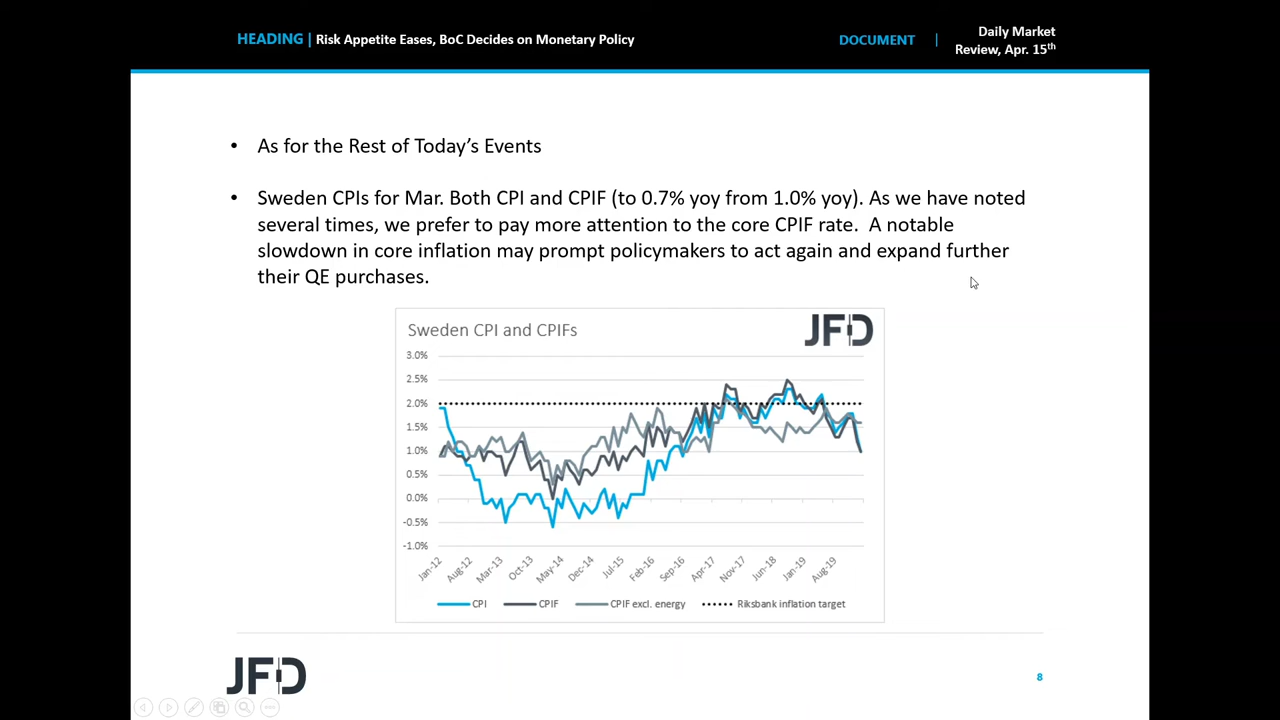 HEADING | Risk Appetite Eases, BoC Decides on Monetary Policy
DOCUMENT | Daily Market
Review, Apr. 15th
• As for the Rest of Today's Events
• Sweden CPIs for Mar. Both CPI and CPIF (to 0.7% yoy from 1.0% yoy). As we have noted
several times, we prefer to pay more attention to the core CPIF rate. A notable
slowdown in core inflation may prompt policymakers to act again and expand further
their QE purchases.
Sweden CPI and CPIFs
JFD
3.0%
2.5%
2.0%
1.5%
1.0%
0.5%
0.0%
-0.5%
-1.0%
Jan-12 Aug-12 Mar-13 Oct-13 May-14 Dec-14 Jul-15 Feb-16 Sep-16 Apr-17 Nov-17 Jun-18 Jan-19 Aug-19
CPI CPIF CPIF excl. energy Riksbank inflation target
JFD
8